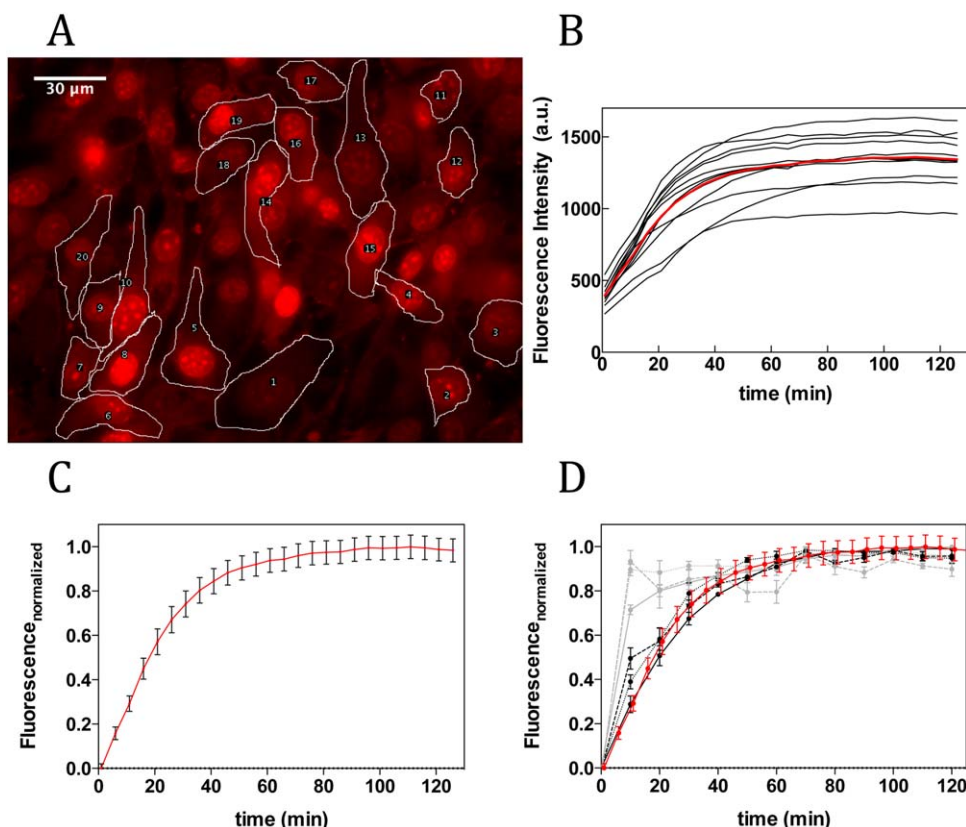 A
30 µm
17
11
19
13
16
12
18
14
15
20
10
4
9
5
3
8
7
1
2
6
B
Fluorescence Intensity (a.u.)
1500
1000
500
0
0 20 40 60 80 100 120
time (min)
C
Fluorescence normalized
1.0
0.8
0.6
0.4
0.2
0.0
0 20 40 60 80 100 120
time (min)
D
Fluorescence normalized
1.0
0.8
0.6
0.4
0.2
0.0
0 20 40 60 80 100 120
time (min)